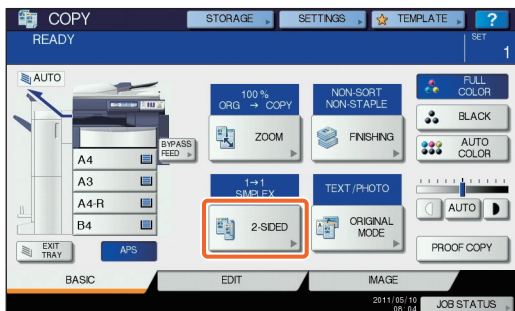 COPY
STORAGE
SETTINGS
TEMPLATE
?
READY
SET
1
AUTO
A4
A3
A4-R
B4
BYPASS
FEED
EXIT
TRAY
APS
100 %
ORG → COPY
ZOOM
NON-SORT
NON-STAPLE
FINISHING
1→1
SIMPLEX
2-SIDED
TEXT/PHOTO
ORIGINAL
MODE
FULL
COLOR
BLACK
AUTO
COLOR
AUTO
PROOF COPY
BASIC
EDIT
IMAGE
2011/05/10
08:04
JOB STATUS